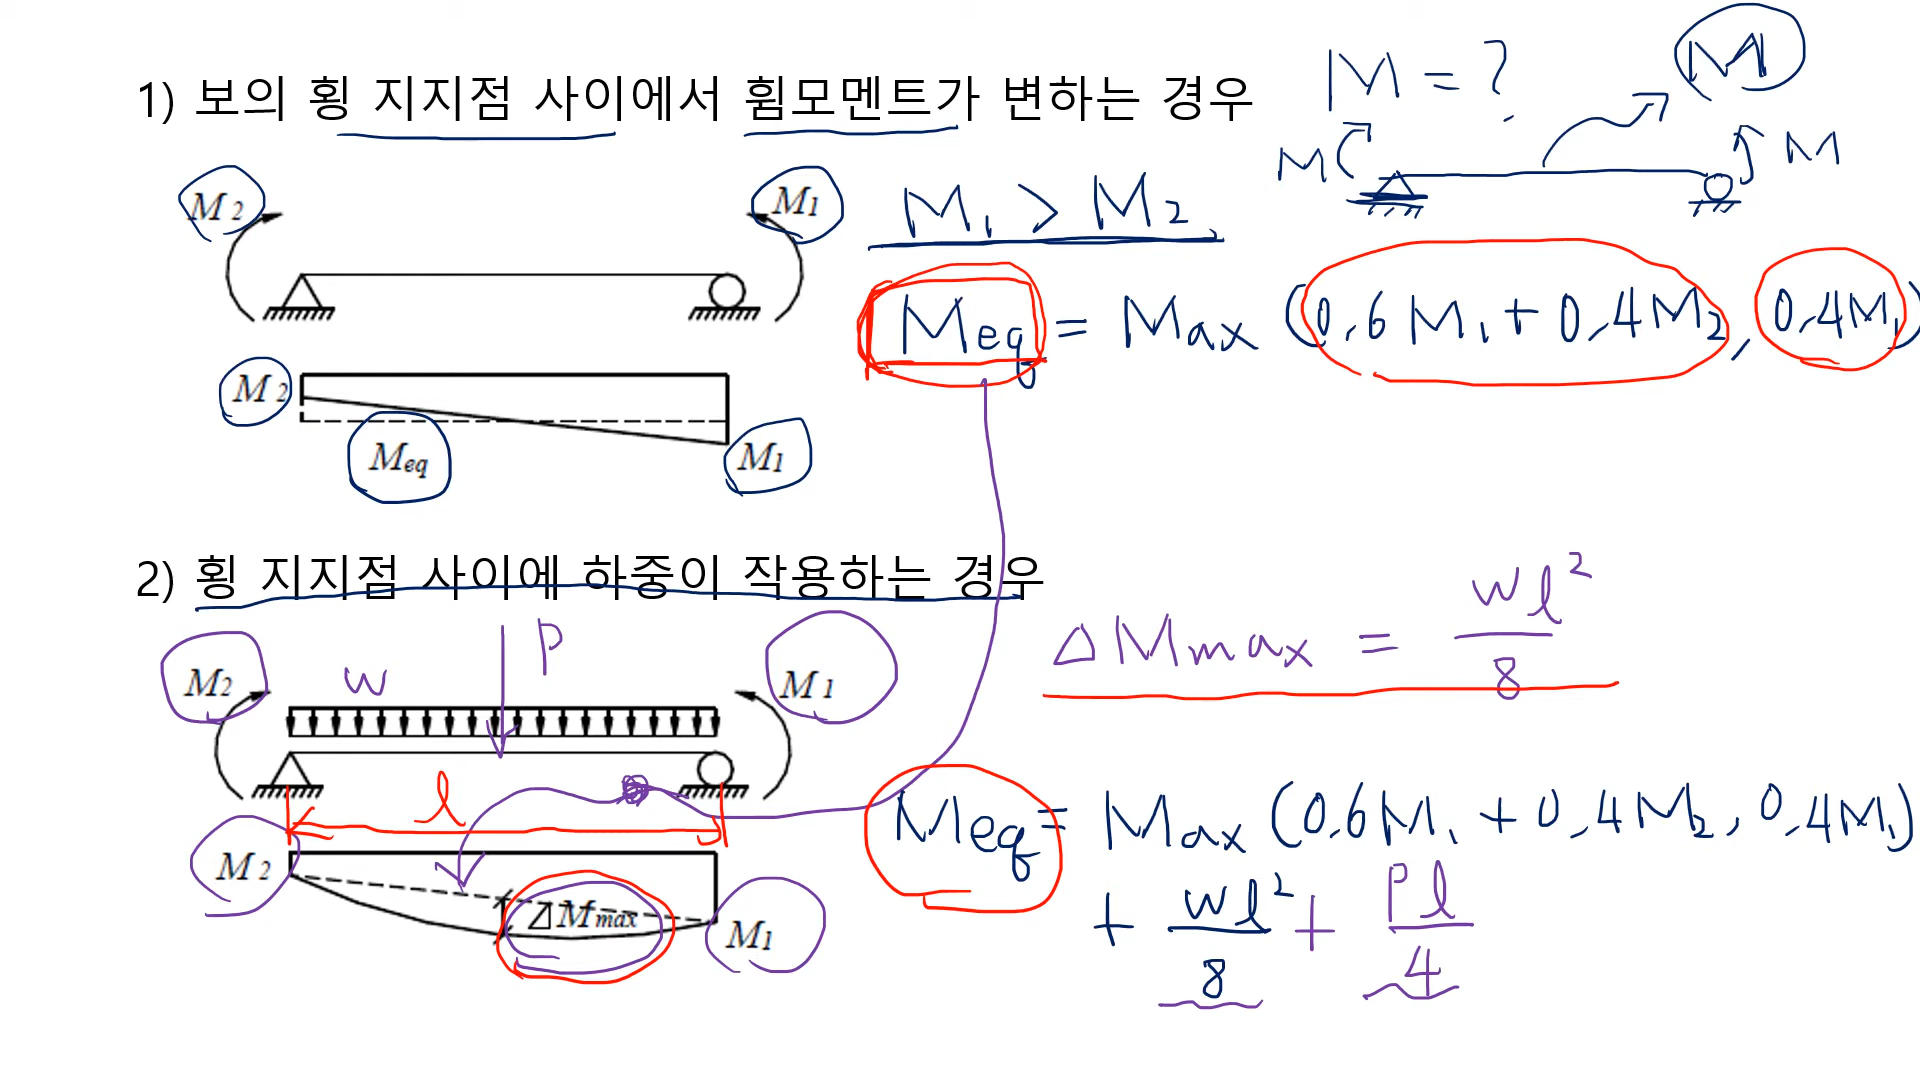 1) 보의 횡 지지점 사이에서 휨모멘트가 변하는 경우
M = ?
M
M
M
M2
M1
M1 > M2
Meq = Max (0.6M1 + 0.4M2, 0.4M1)
M2
Meq
M1
2) 횡 지지점 사이에 하중이 작용하는 경우
M2
w
P
M1
ΔMmax = wl²/8
l
M2
ΔMmax
M1
Meq = Max (0.6M1 + 0.4M2, 0.4M1)
+ wl²/8 + Pl/4